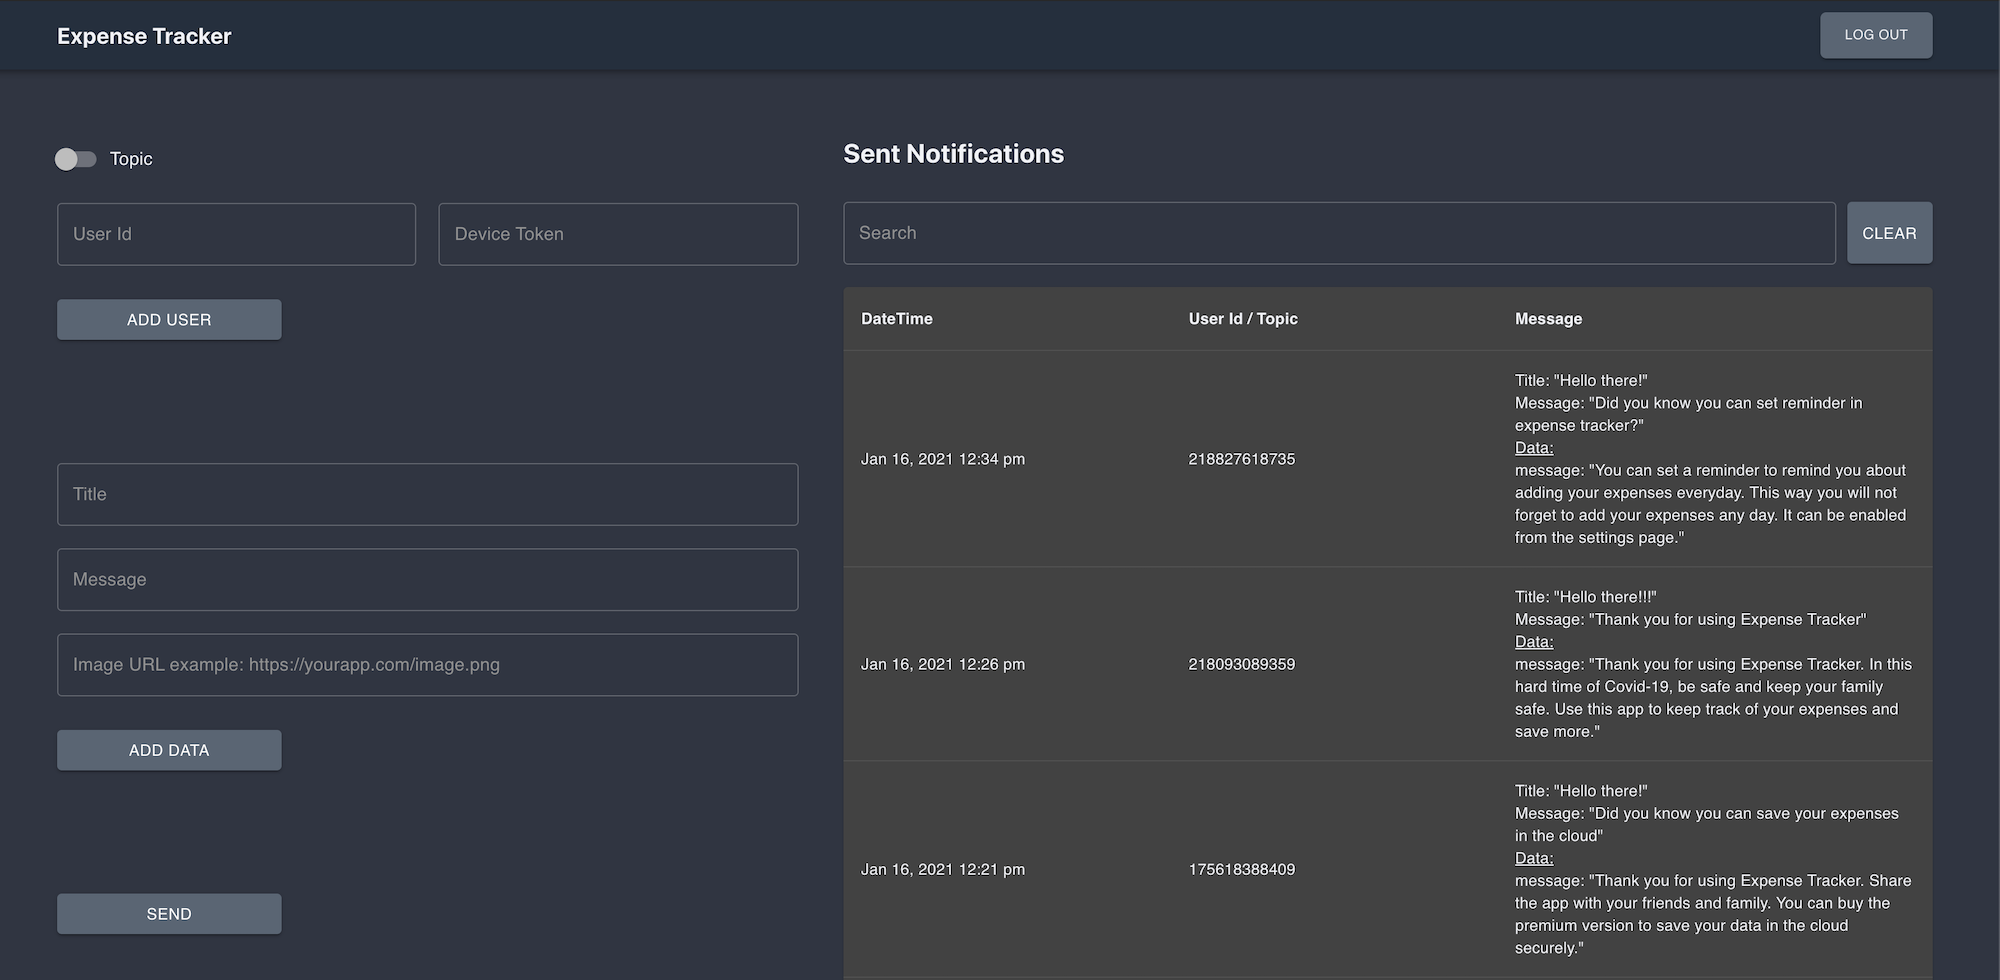 Expense Tracker
LOG OUT
Topic
User Id
Device Token
ADD USER
Title
Message
Image URL example: https://yourapp.com/image.png
ADD DATA
SEND
Sent Notifications
Search
CLEAR
DateTime
User Id / Topic
Message
Jan 16, 2021 12:34 pm
218827618735
Title: "Hello there!"
Message: "Did you know you can set reminder in
expense tracker?"
Data:
message: "You can set a reminder to remind you about
adding your expenses everyday. This way you will not
forget to add your expenses any day. It can be enabled
from the settings page."
Jan 16, 2021 12:26 pm
218093089359
Title: "Hello there!!!"
Message: "Thank you for using Expense Tracker"
Data:
message: "Thank you for using Expense Tracker. In this
hard time of Covid-19, be safe and keep your family
safe. Use this app to keep track of your expenses and
save more."
Jan 16, 2021 12:21 pm
175618388409
Title: "Hello there!"
Message: "Did you know you can save your expenses
in the cloud"
Data:
message: "Thank you for using Expense Tracker. Share
the app with your friends and family. You can buy the
premium version to save your data in the cloud
securely."